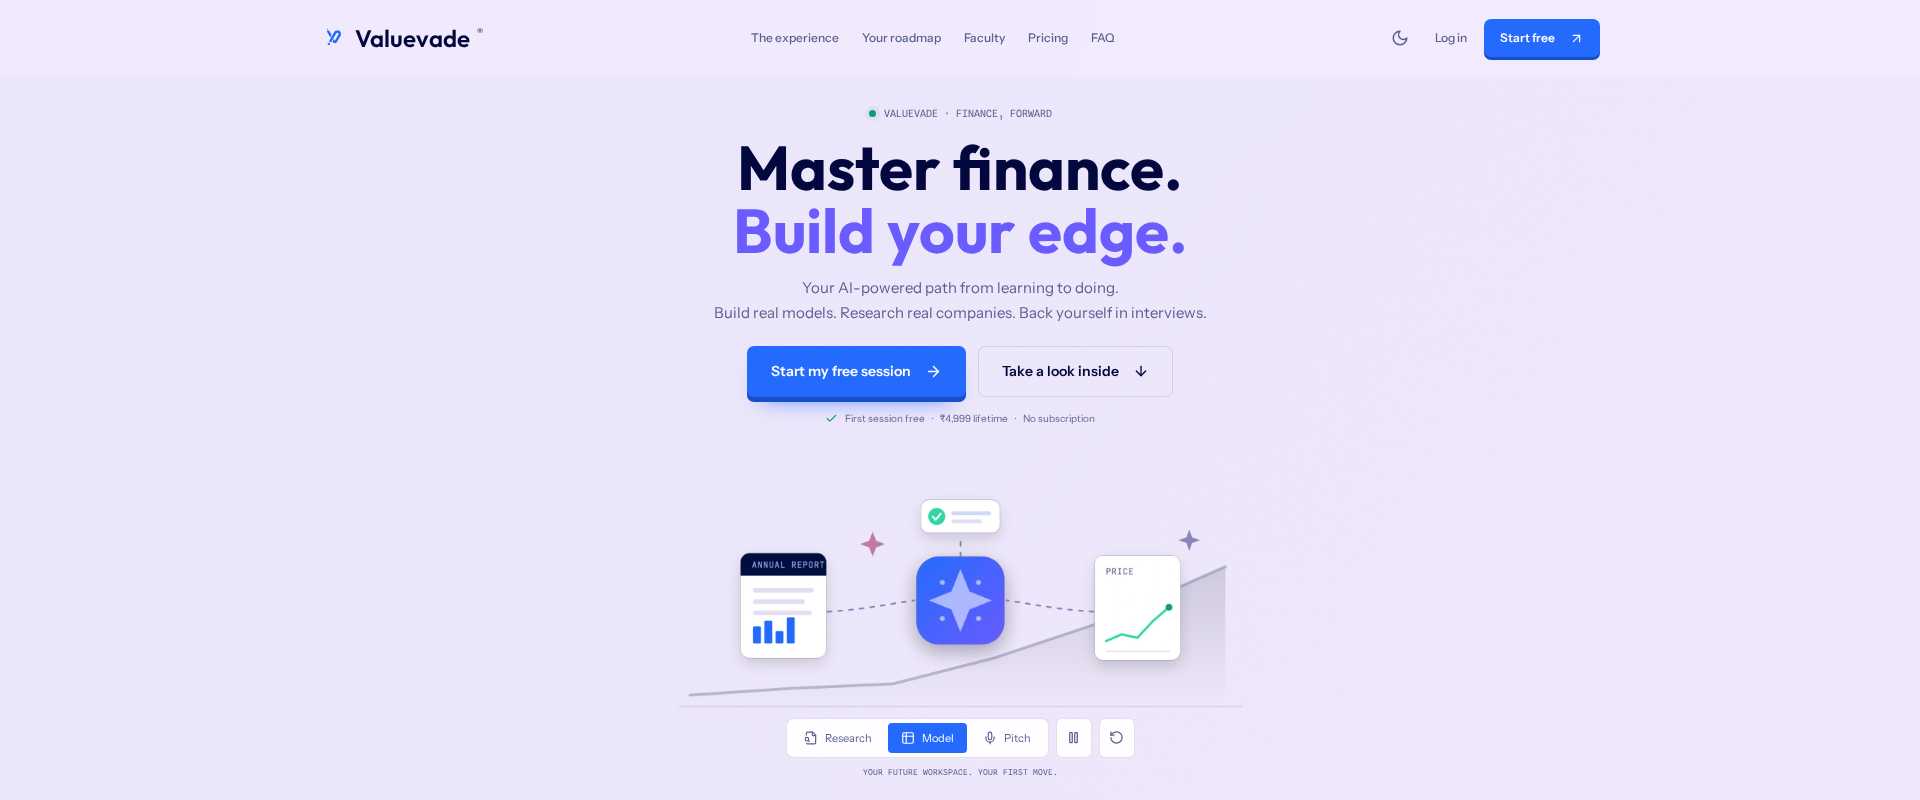 Valuevade ®
The experience Your roadmap Faculty Pricing FAQ
Log in
Start free
VALUEVADE · FINANCE, FORWARD
Master finance.
Build your edge.
Your AI-powered path from learning to doing.
Build real models. Research real companies. Back yourself in interviews.
Start my free session
Take a look inside
First session free · ₹4,999 lifetime · No subscription
ANNUAL REPORT
PRICE
Research
Model
Pitch
YOUR FUTURE WORKSPACE. YOUR FIRST MOVE.